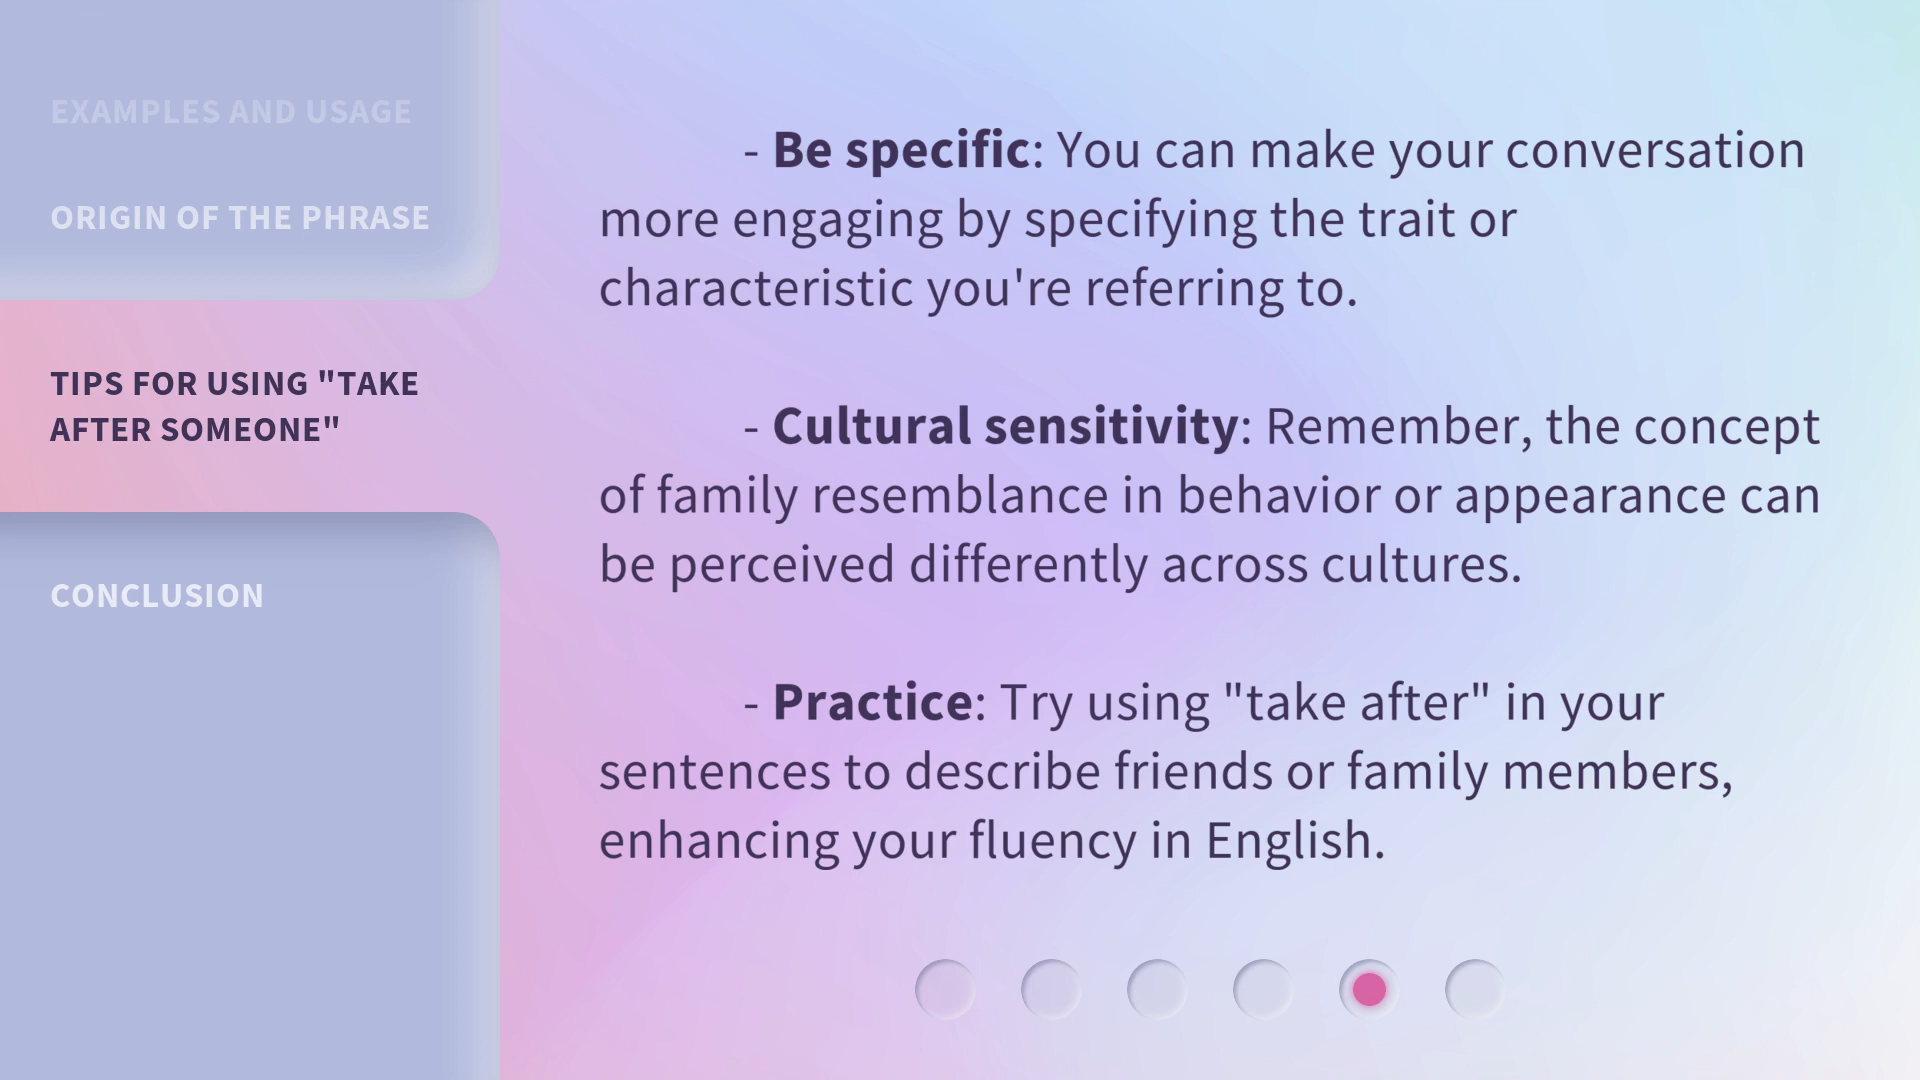 EXAMPLES AND USAGE
ORIGIN OF THE PHRASE
TIPS FOR USING "TAKE
AFTER SOMEONE"
CONCLUSION
- Be specific: You can make your conversation
more engaging by specifying the trait or
characteristic you're referring to.
- Cultural sensitivity: Remember, the concept
of family resemblance in behavior or appearance can
be perceived differently across cultures.
- Practice: Try using "take after" in your
sentences to describe friends or family members,
enhancing your fluency in English.